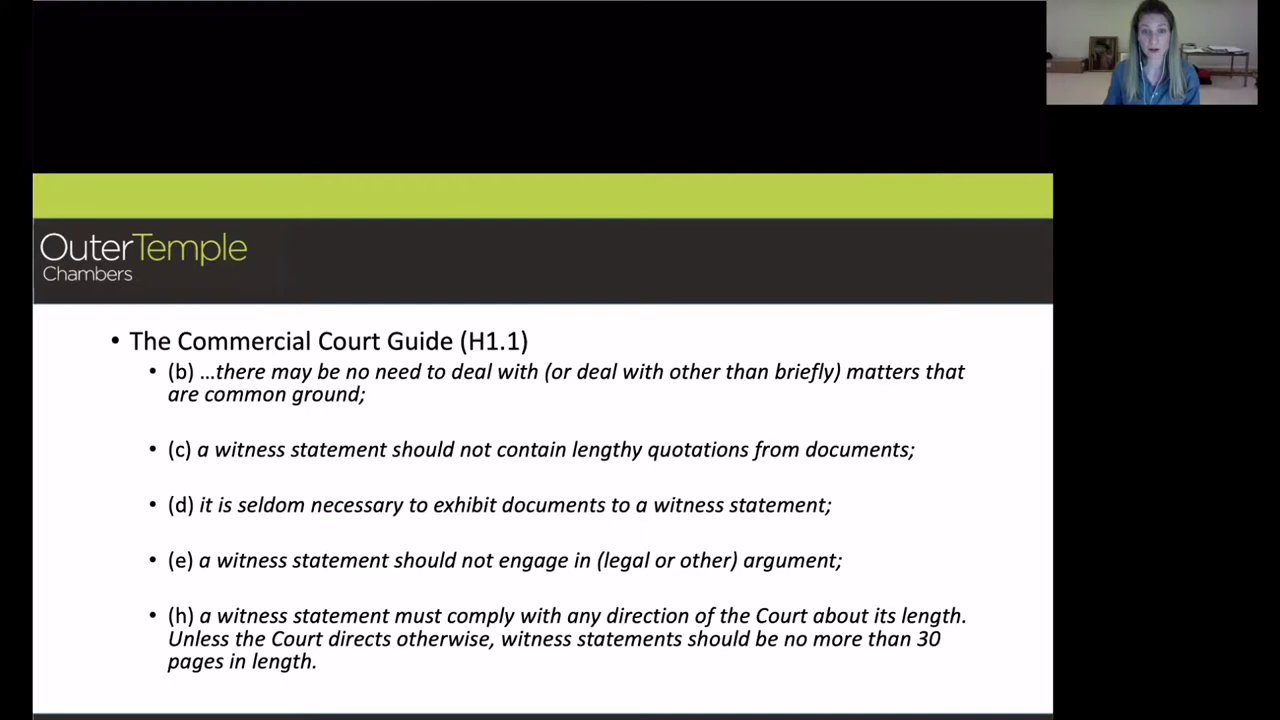 OuterTemple
Chambers
• The Commercial Court Guide (H1.1)
• (b) ...there may be no need to deal with (or deal with other than briefly) matters that
are common ground;
• (c) a witness statement should not contain lengthy quotations from documents;
• (d) it is seldom necessary to exhibit documents to a witness statement;
• (e) a witness statement should not engage in (legal or other) argument;
• (h) a witness statement must comply with any direction of the Court about its length.
Unless the Court directs otherwise, witness statements should be no more than 30
pages in length.